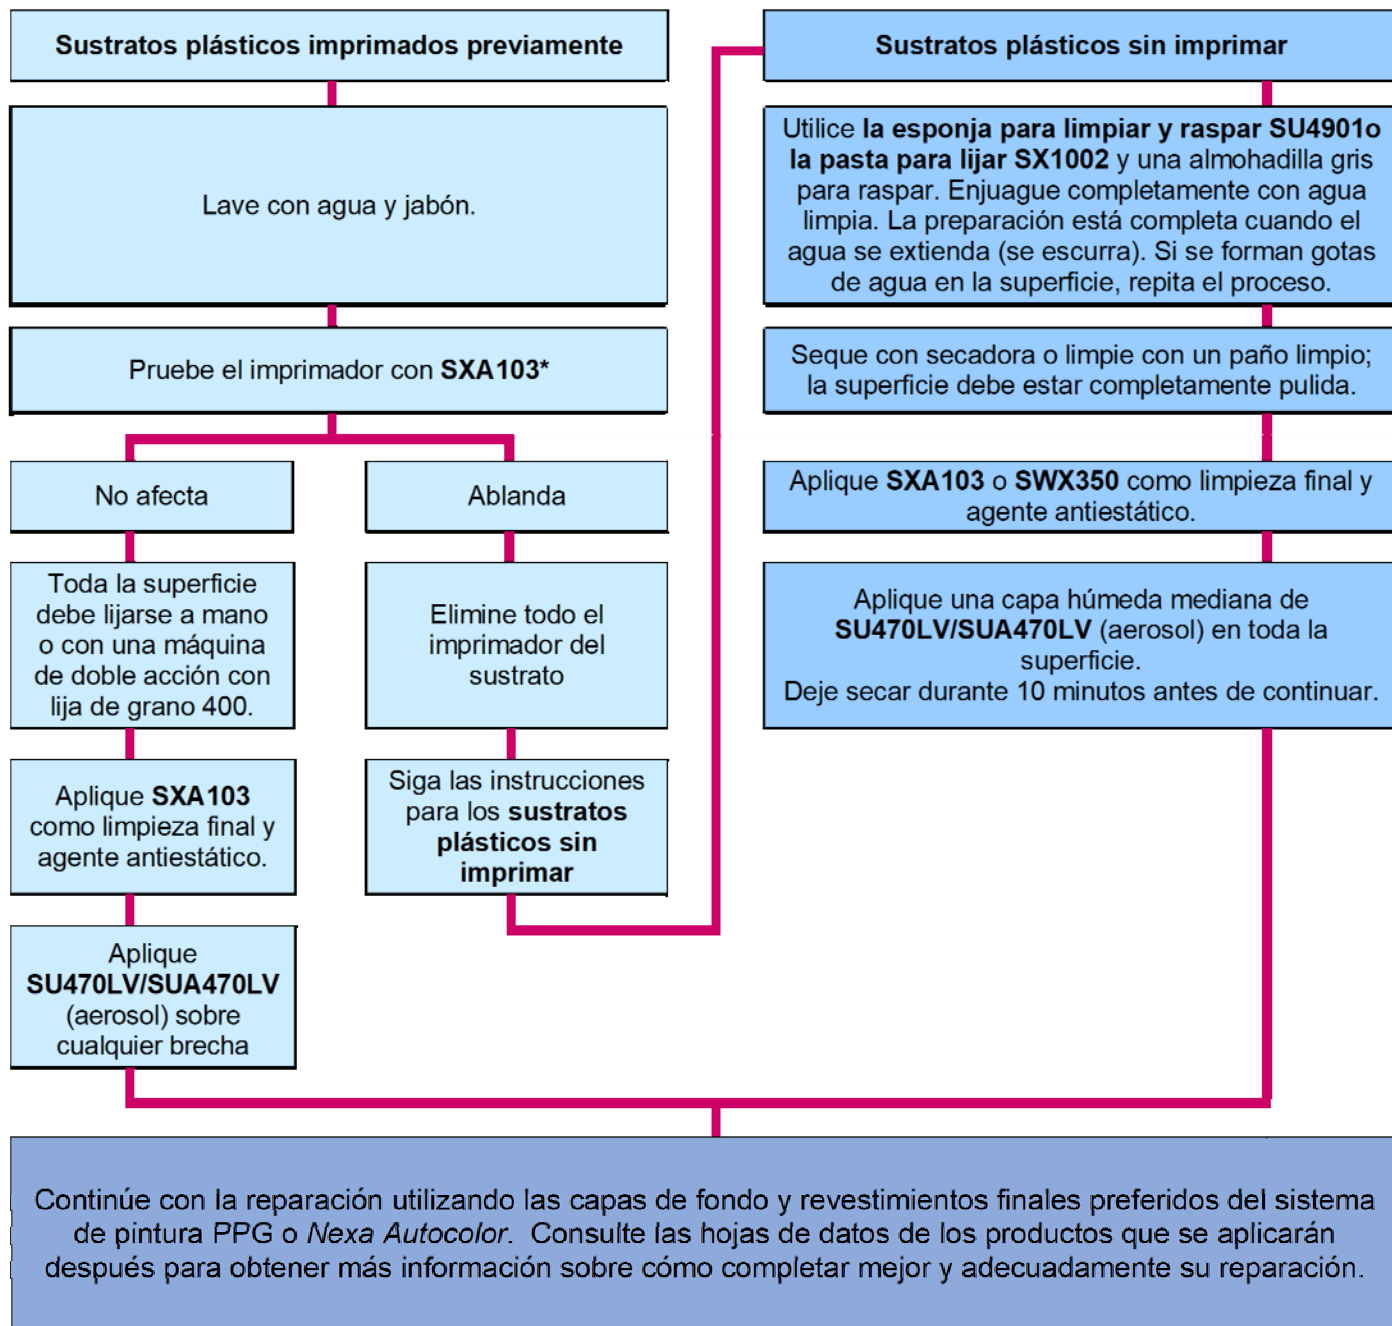 Sustratos plásticos imprimados previamente
Lave con agua y jabón.
Pruebe el imprimador con SXA103*
No afecta
Ablanda
Toda la superficie
debe lijarse a mano
o con una máquina
de doble acción con
lija de grano 400.
Elimine todo el
imprimador del
sustrato
Aplique SXA103
como limpieza final y
agente antiestático.
Siga las instrucciones
para los sustratos
plásticos sin
imprimar
Aplique
SU470LV/SUA470LV
(aerosol) sobre
cualquier brecha
Sustratos plásticos sin imprimar
Utilice la esponja para limpiar y raspar SU4901o
la pasta para lijar SX1002 y una almohadilla gris
para raspar. Enjuague completamente con agua
limpia. La preparación está completa cuando el
agua se extienda (se escurra). Si se forman gotas
de agua en la superficie, repita el proceso.
Seque con secadora o limpie con un paño limpio;
la superficie debe estar completamente pulida.
Aplique SXA103 o SWX350 como limpieza final y
agente antiestático.
Aplique una capa húmeda mediana de
SU470LV/SUA470LV (aerosol) en toda la
superficie.
Deje secar durante 10 minutos antes de continuar.
Continúe con la reparación utilizando las capas de fondo y revestimientos finales preferidos del sistema
de pintura PPG o Nexa Autocolor. Consulte las hojas de datos de los productos que se aplicarán
después para obtener más información sobre cómo completar mejor y adecuadamente su reparación.